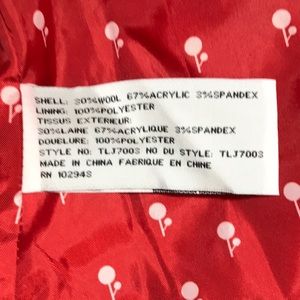 SHELL: 30%WOOL 67%ACRYLIC 3%SPANDEX
LINING: 100%POLYESTER
TISSUS EXTERIEUR:
30%LAINE 67%ACRYLIQUE 3%SPANDEX
DOUBLURE: 100%POLYESTER
STYLE NO: TLJ7003 NO DU STYLE: TLJ7003
MADE IN CHINA FABRIQUE EN CHINE
RN 102948